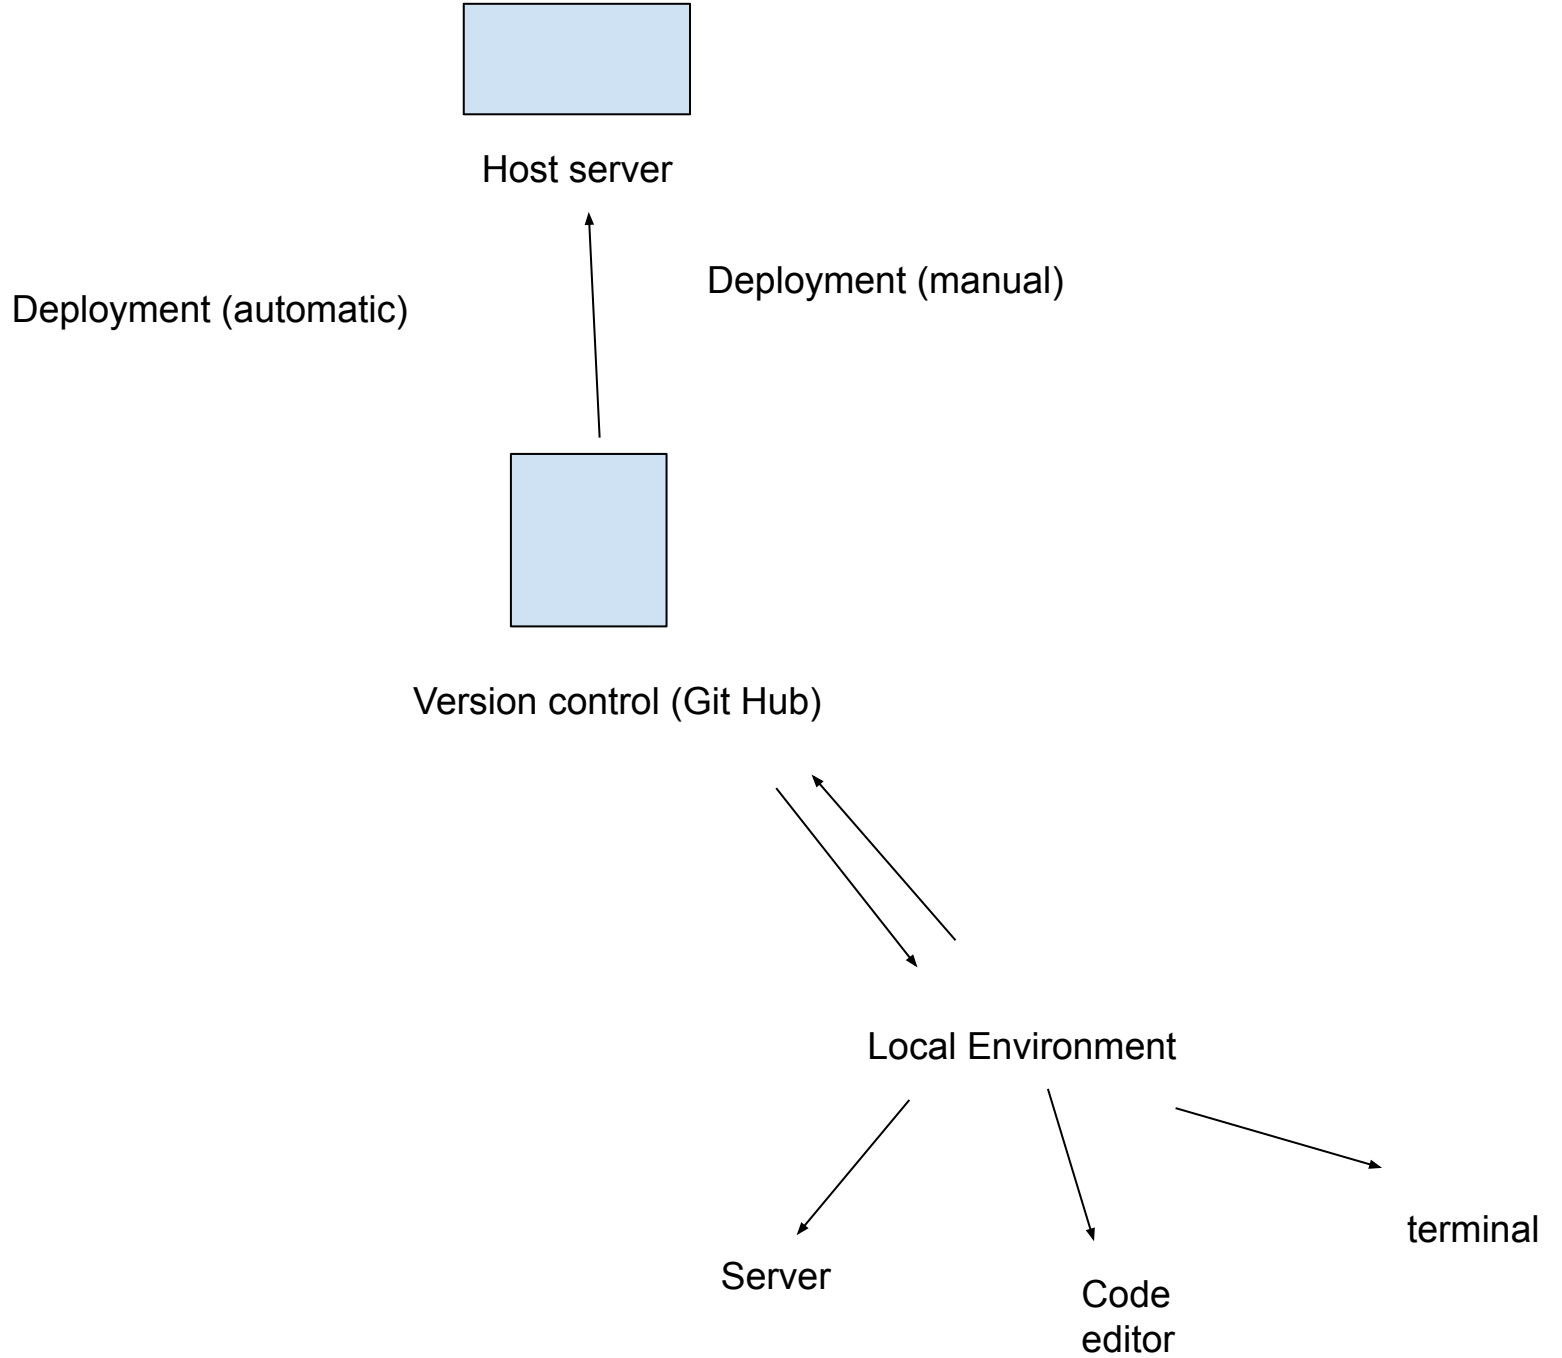 Host server
Deployment (manual)
Deployment (automatic)
Version control (Git Hub)
Local Environment
terminal
Server
Code
editor